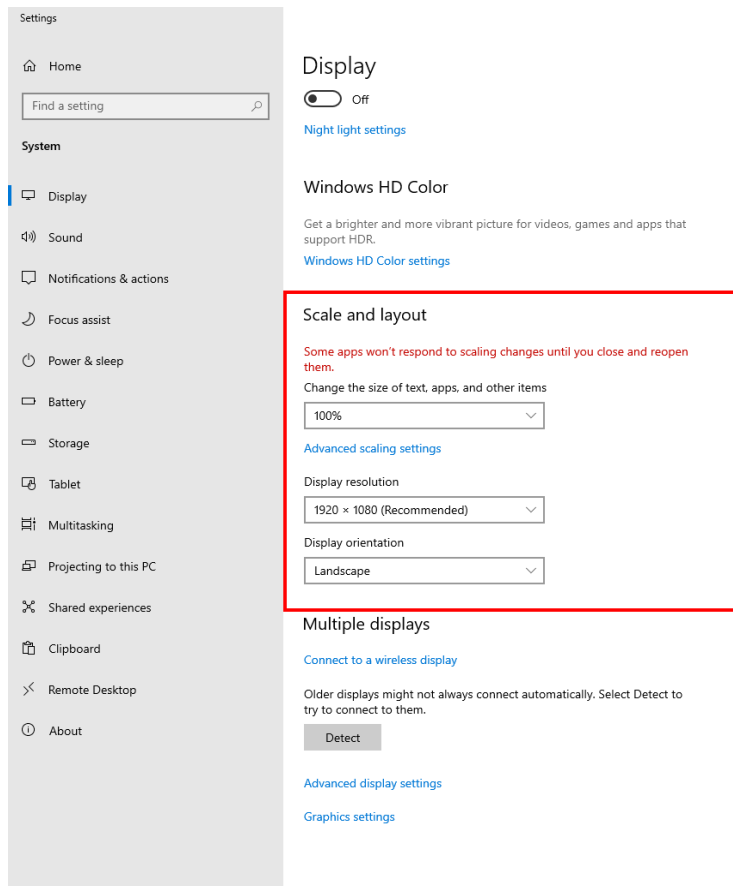 Settings
Home
Find a setting
System
Display
Sound
Notifications & actions
Focus assist
Power & sleep
Battery
Storage
Tablet
Multitasking
Projecting to this PC
Shared experiences
Clipboard
Remote Desktop
About
Display
Off
Night light settings
Windows HD Color
Get a brighter and more vibrant picture for videos, games and apps that
support HDR.
Windows HD Color settings
Scale and layout
Some apps won't respond to scaling changes until you close and reopen
them.
Change the size of text, apps, and other items
100%
Advanced scaling settings
Display resolution
1920 × 1080 (Recommended)
Display orientation
Landscape
Multiple displays
Connect to a wireless display
Older displays might not always connect automatically. Select Detect to
try to connect to them.
Detect
Advanced display settings
Graphics settings